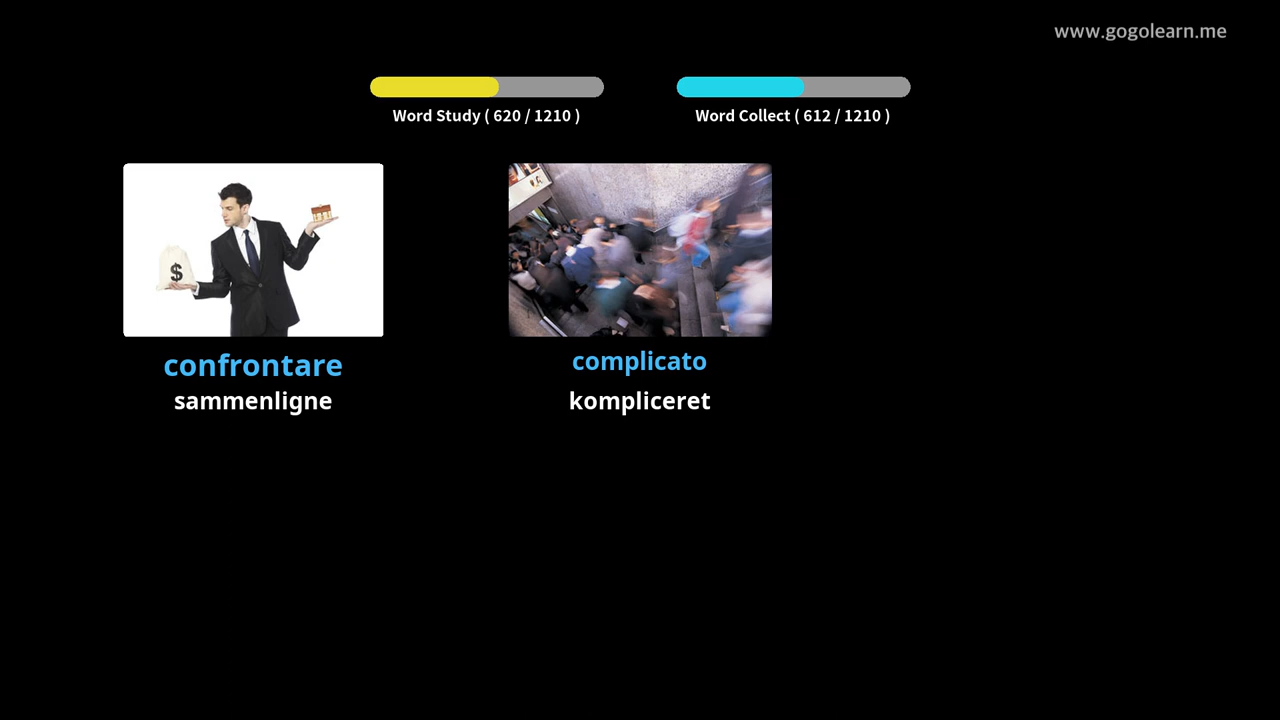 www.gogolearn.me
Word Study ( 620 / 1210 )
Word Collect ( 612 / 1210 )
$
confrontare
sammenligne
complicato
kompliceret